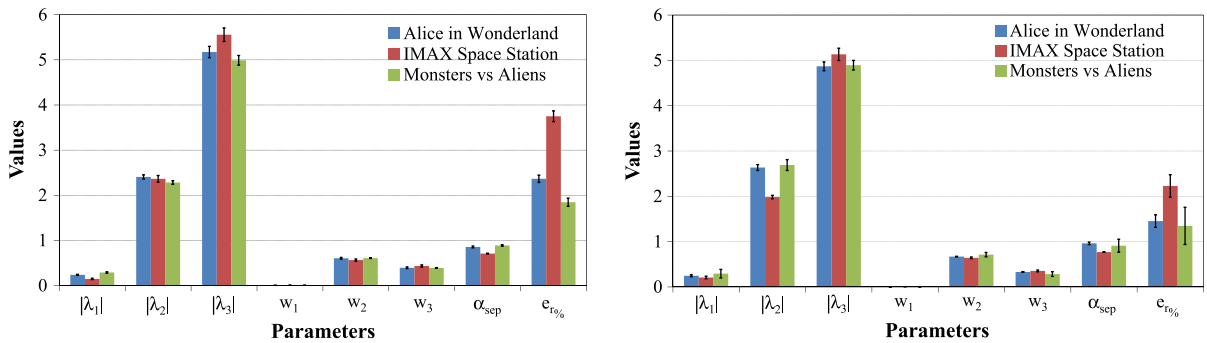 6
5
4
3
2
1
0
Values
Alice in Wonderland
IMAX Space Station
Monsters vs Aliens
|λ1| |λ2| |λ3| w1 w2 w3 αsep er%
Parameters
6
5
4
3
2
1
0
Values
Alice in Wonderland
IMAX Space Station
Monsters vs Aliens
|λ1| |λ2| |λ3| w1 w2 w3 αsep er%
Parameters